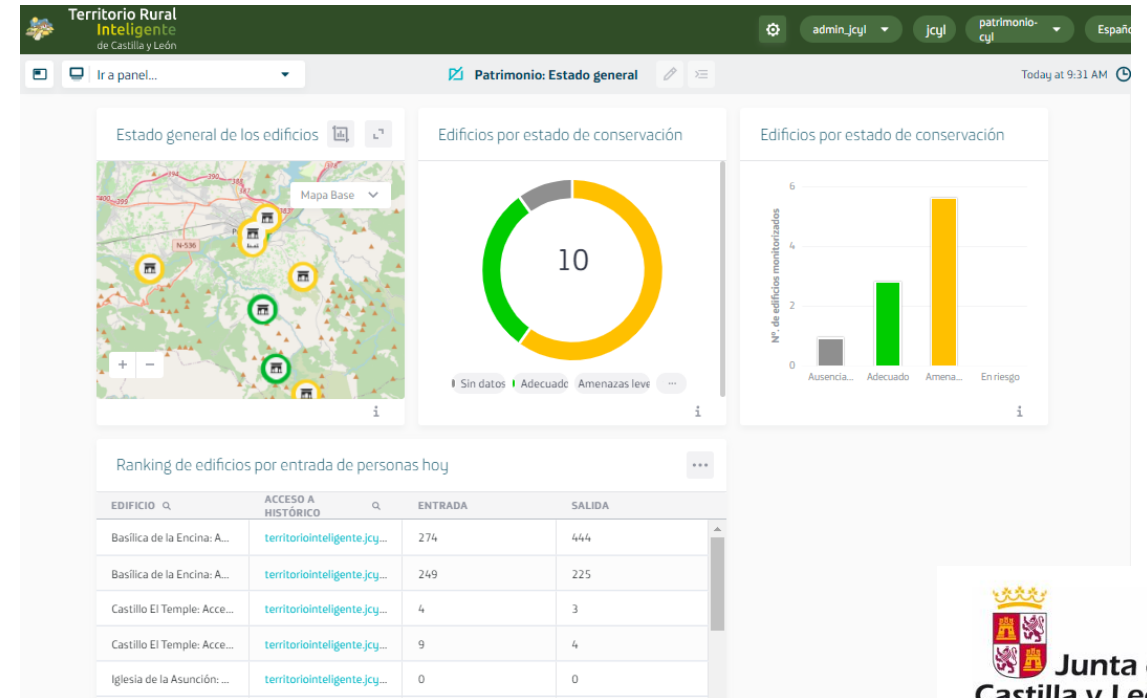 Territorio Rural
Inteligente
de Castilla y León
admin_jcyl
jcyl
patrimonio-
cyl
Españo
Ir a panel...
Patrimonio: Estado general
Today at 9:31 AM
Estado general de los edificios
Mapa Base
N-536
Edificios por estado de conservación
10
Sin datos
Adecuado
Amenazas leve
...
i
Edificios por estado de conservación
Nº. de edificios monitorizados
6
4
2
0
Ausencia...
Adecuado
Amena...
En riesgo
i
+ −
i
Ranking de edificios por entrada de personas hoy
EDIFICIO
ACCESO A
HISTÓRICO
ENTRADA
SALIDA
Basílica de la Encina: A... territoriointeligente.jcy... 274 444
Basílica de la Encina: A... territoriointeligente.jcy... 249 225
Castillo El Temple: Acce... territoriointeligente.jcy... 4 3
Castillo El Temple: Acce... territoriointeligente.jcy... 9 4
Iglesia de la Asunción: ... territoriointeligente.jcy... 0 0
Junta
Castilla y Le